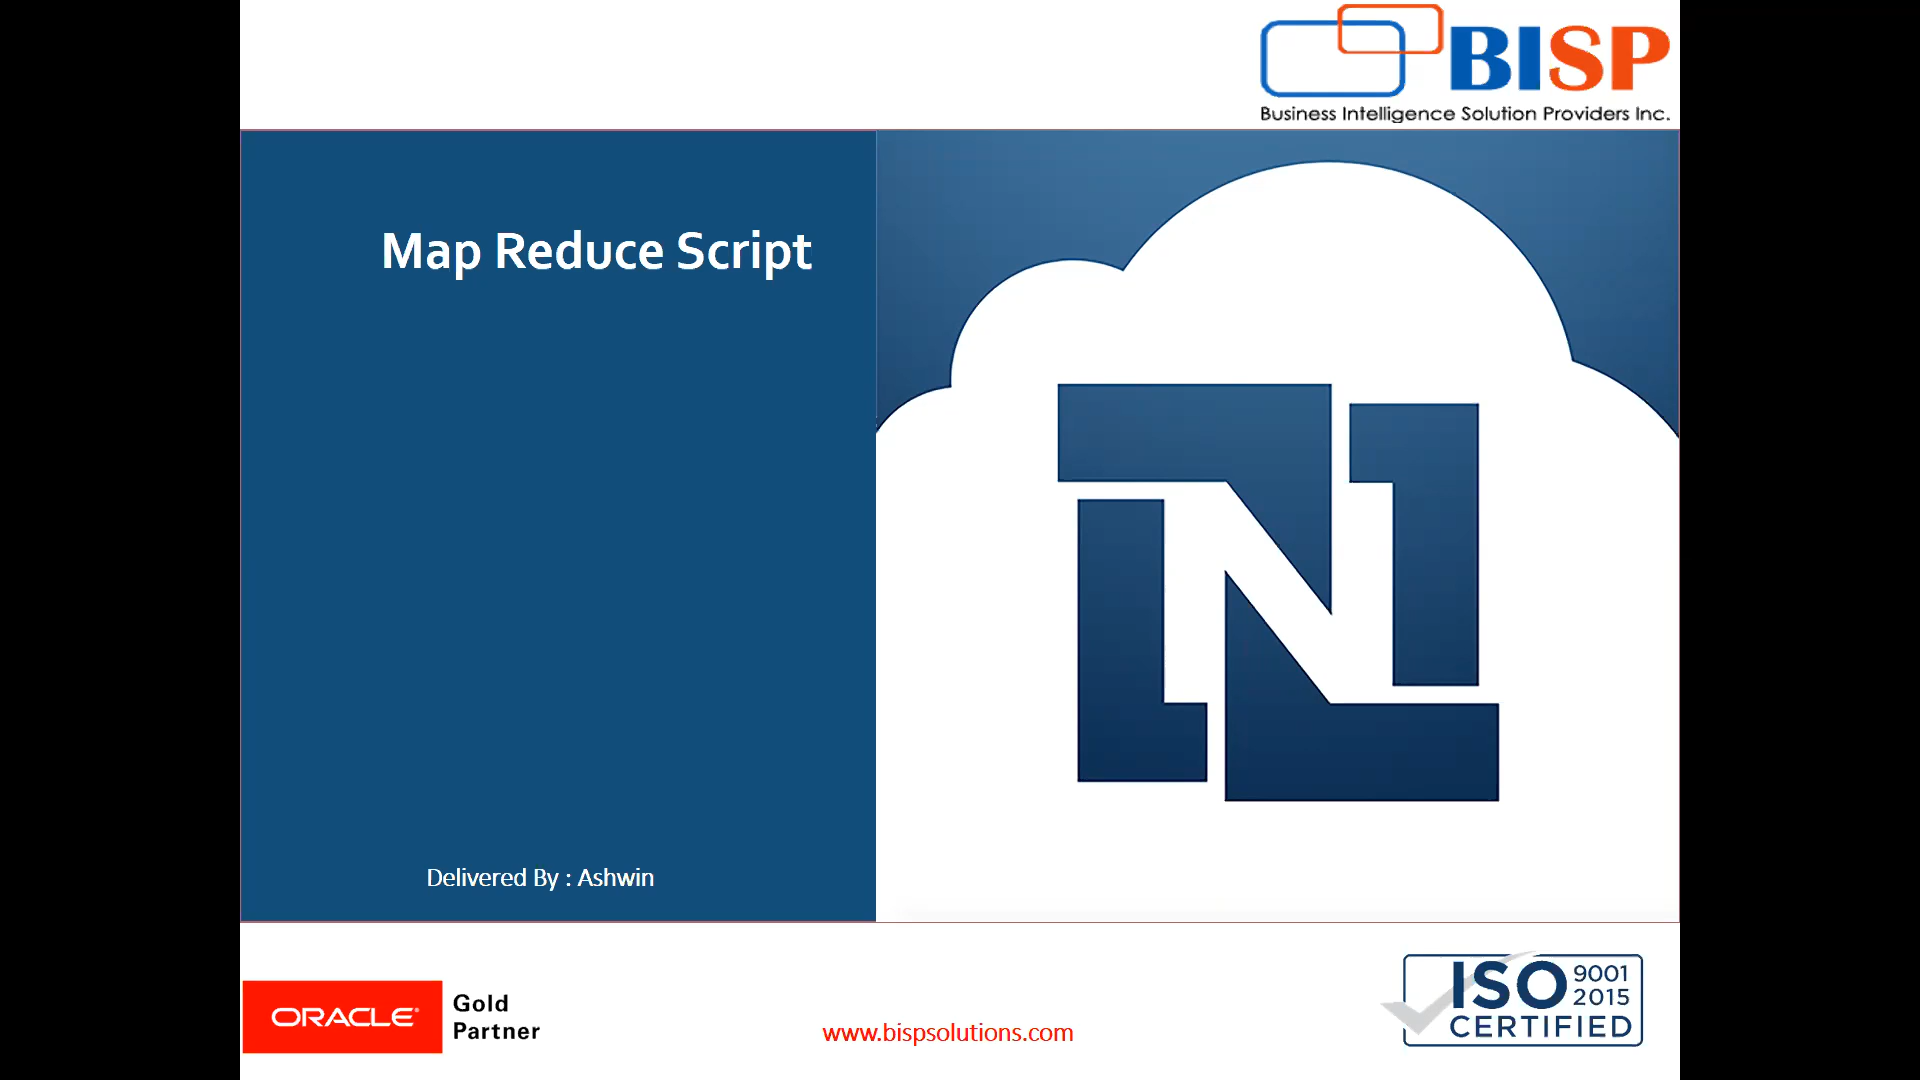 BISP
Business Intelligence Solution Providers Inc.
Map Reduce Script
Delivered By : Ashwin
ORACLE®
Gold
Partner
www.bispsolutions.com
ISO 9001
2015
CERTIFIED